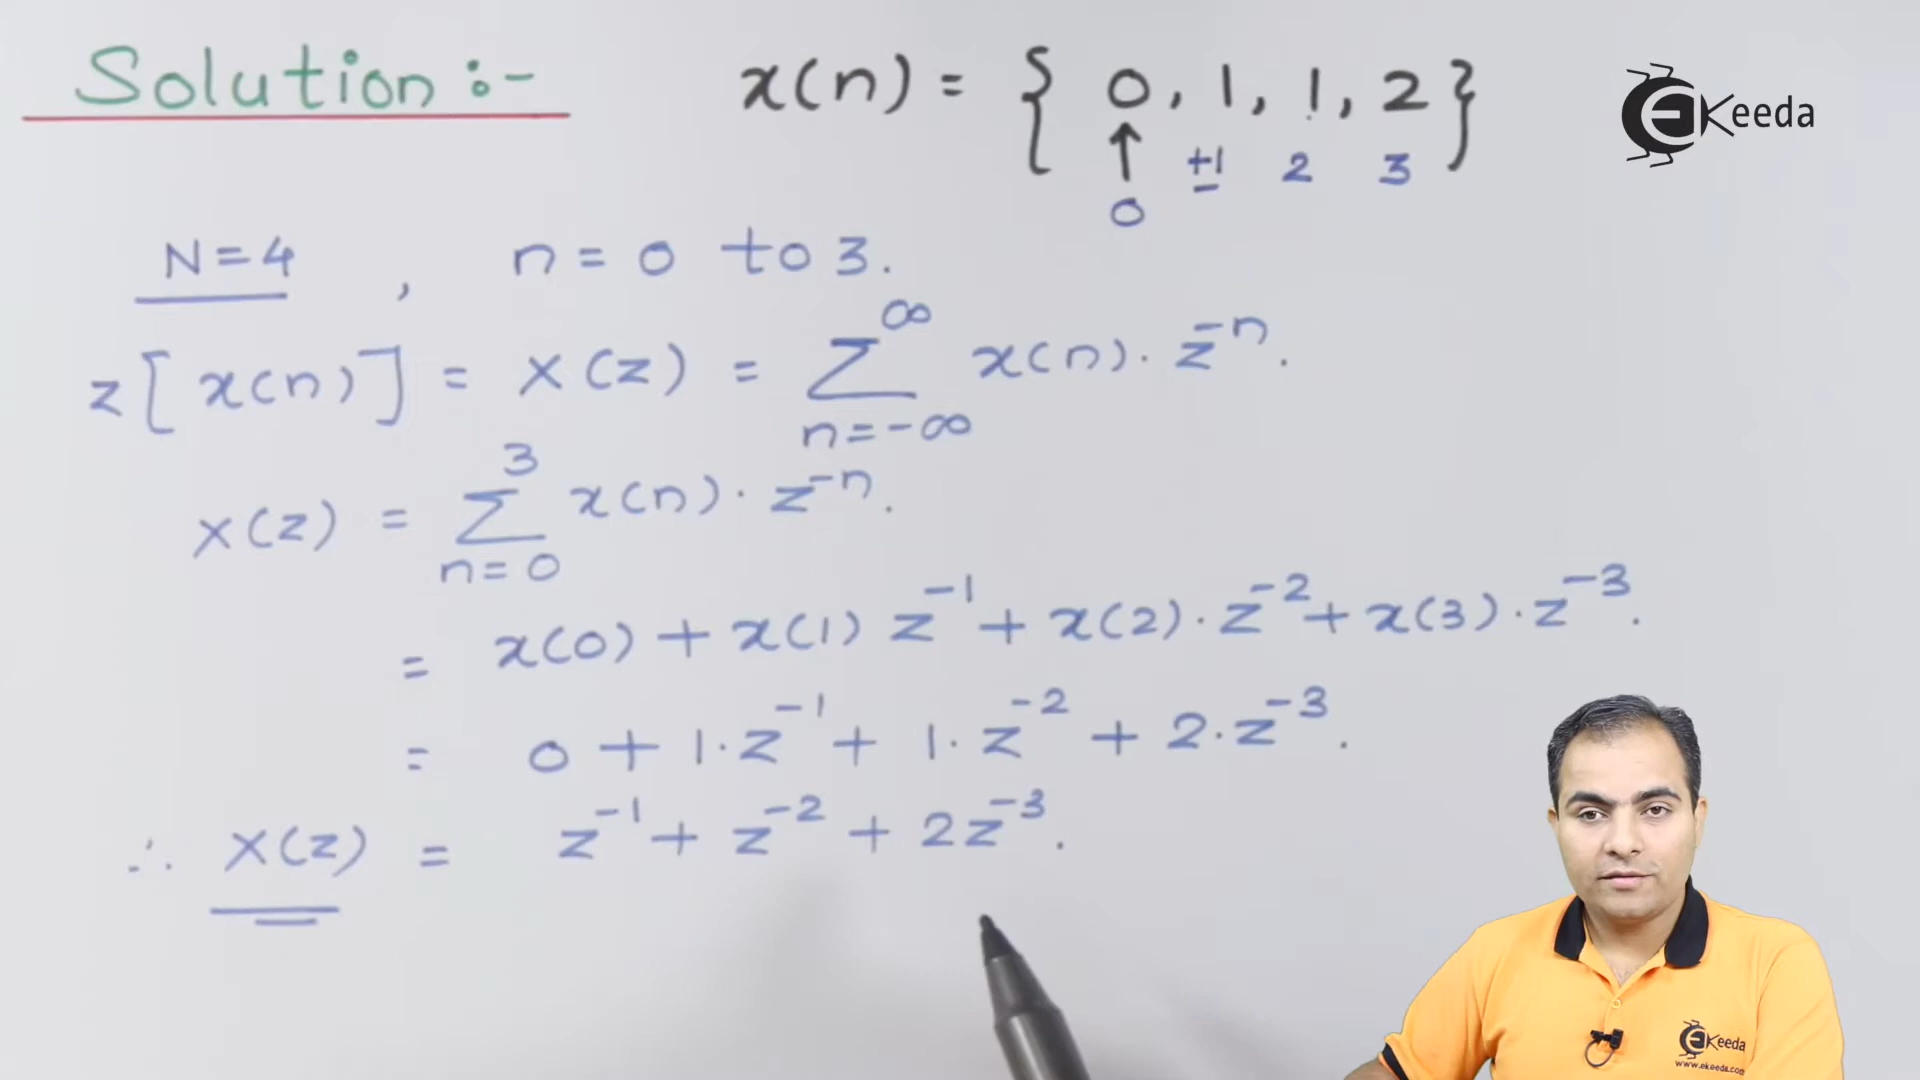 Solution :-
x(n) = { 0, 1, 1, 2 }
↑ +1 2 3
0
EKeeda
N=4 , n = 0 to 3.
z[x(n)] = X(z) = ∑_{n=-∞}^{∞} x(n) · z^{-n}.
X(z) = ∑_{n=0}^{3} x(n) · z^{-n}.
= x(0) + x(1) z^{-1} + x(2) · z^{-2} + x(3) · z^{-3}.
= 0 + 1 · z^{-1} + 1 · z^{-2} + 2 · z^{-3}.
∴ X(z) = z^{-1} + z^{-2} + 2z^{-3}.
EKeeda
www.ekeeda.com